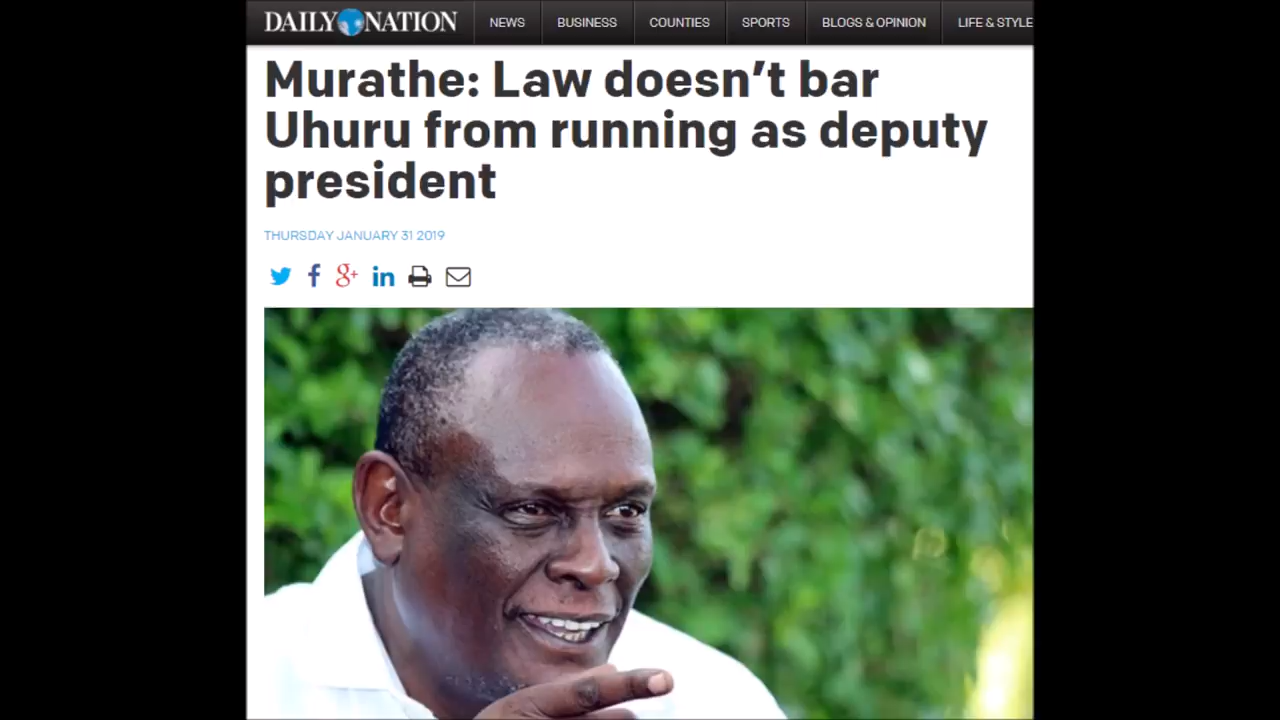 DAILY NATION NEWS BUSINESS COUNTIES SPORTS BLOGS & OPINION LIFE & STYLE
Murathe: Law doesn’t bar
Uhuru from running as deputy
president
THURSDAY JANUARY 31 2019